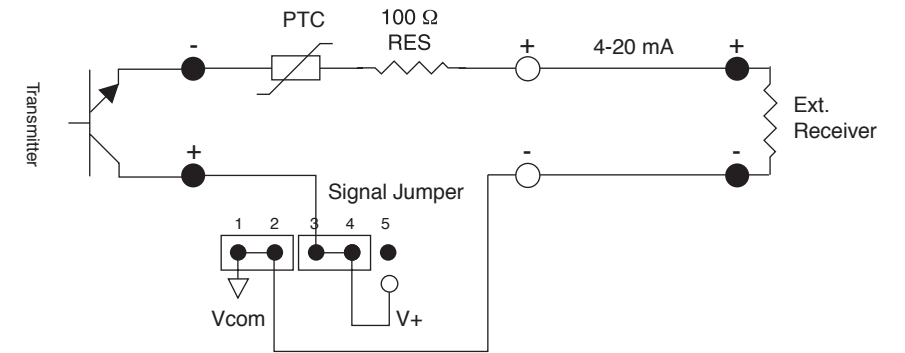 PTC
100 Ω
RES
-
+
4-20 mA
+
Transmitter
Ext.
Receiver
+
-
-
Signal Jumper
1 2 3 4 5
Vcom
V+